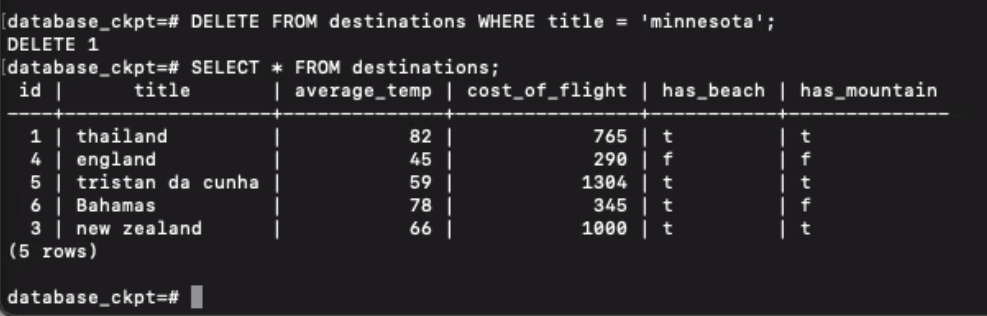 [database_ckpt=# DELETE FROM destinations WHERE title = 'minnesota';
DELETE 1
[database_ckpt=# SELECT * FROM destinations;
 id |       title       | average_temp | cost_of_flight | has_beach | has_mountain
----+-------------------+--------------+----------------+-----------+--------------
  1 | thailand          |           82 |            765 | t         | t
  4 | england           |           45 |            290 | f         | f
  5 | tristan da cunha  |           59 |           1304 | t         | t
  6 | Bahamas           |           78 |            345 | t         | f
  3 | new zealand       |           66 |           1000 | t         | t
(5 rows)
database_ckpt=#